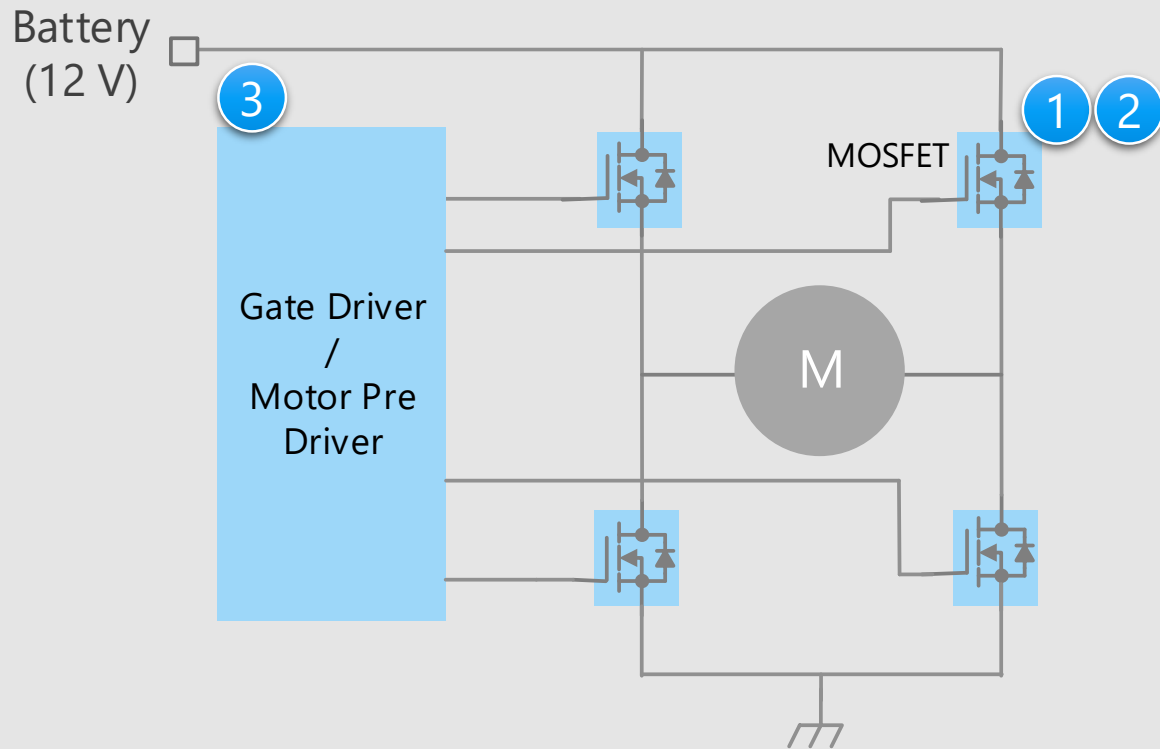 Battery
(12 V)
3
1
2
MOSFET
Gate Driver
/
Motor Pre
Driver
M